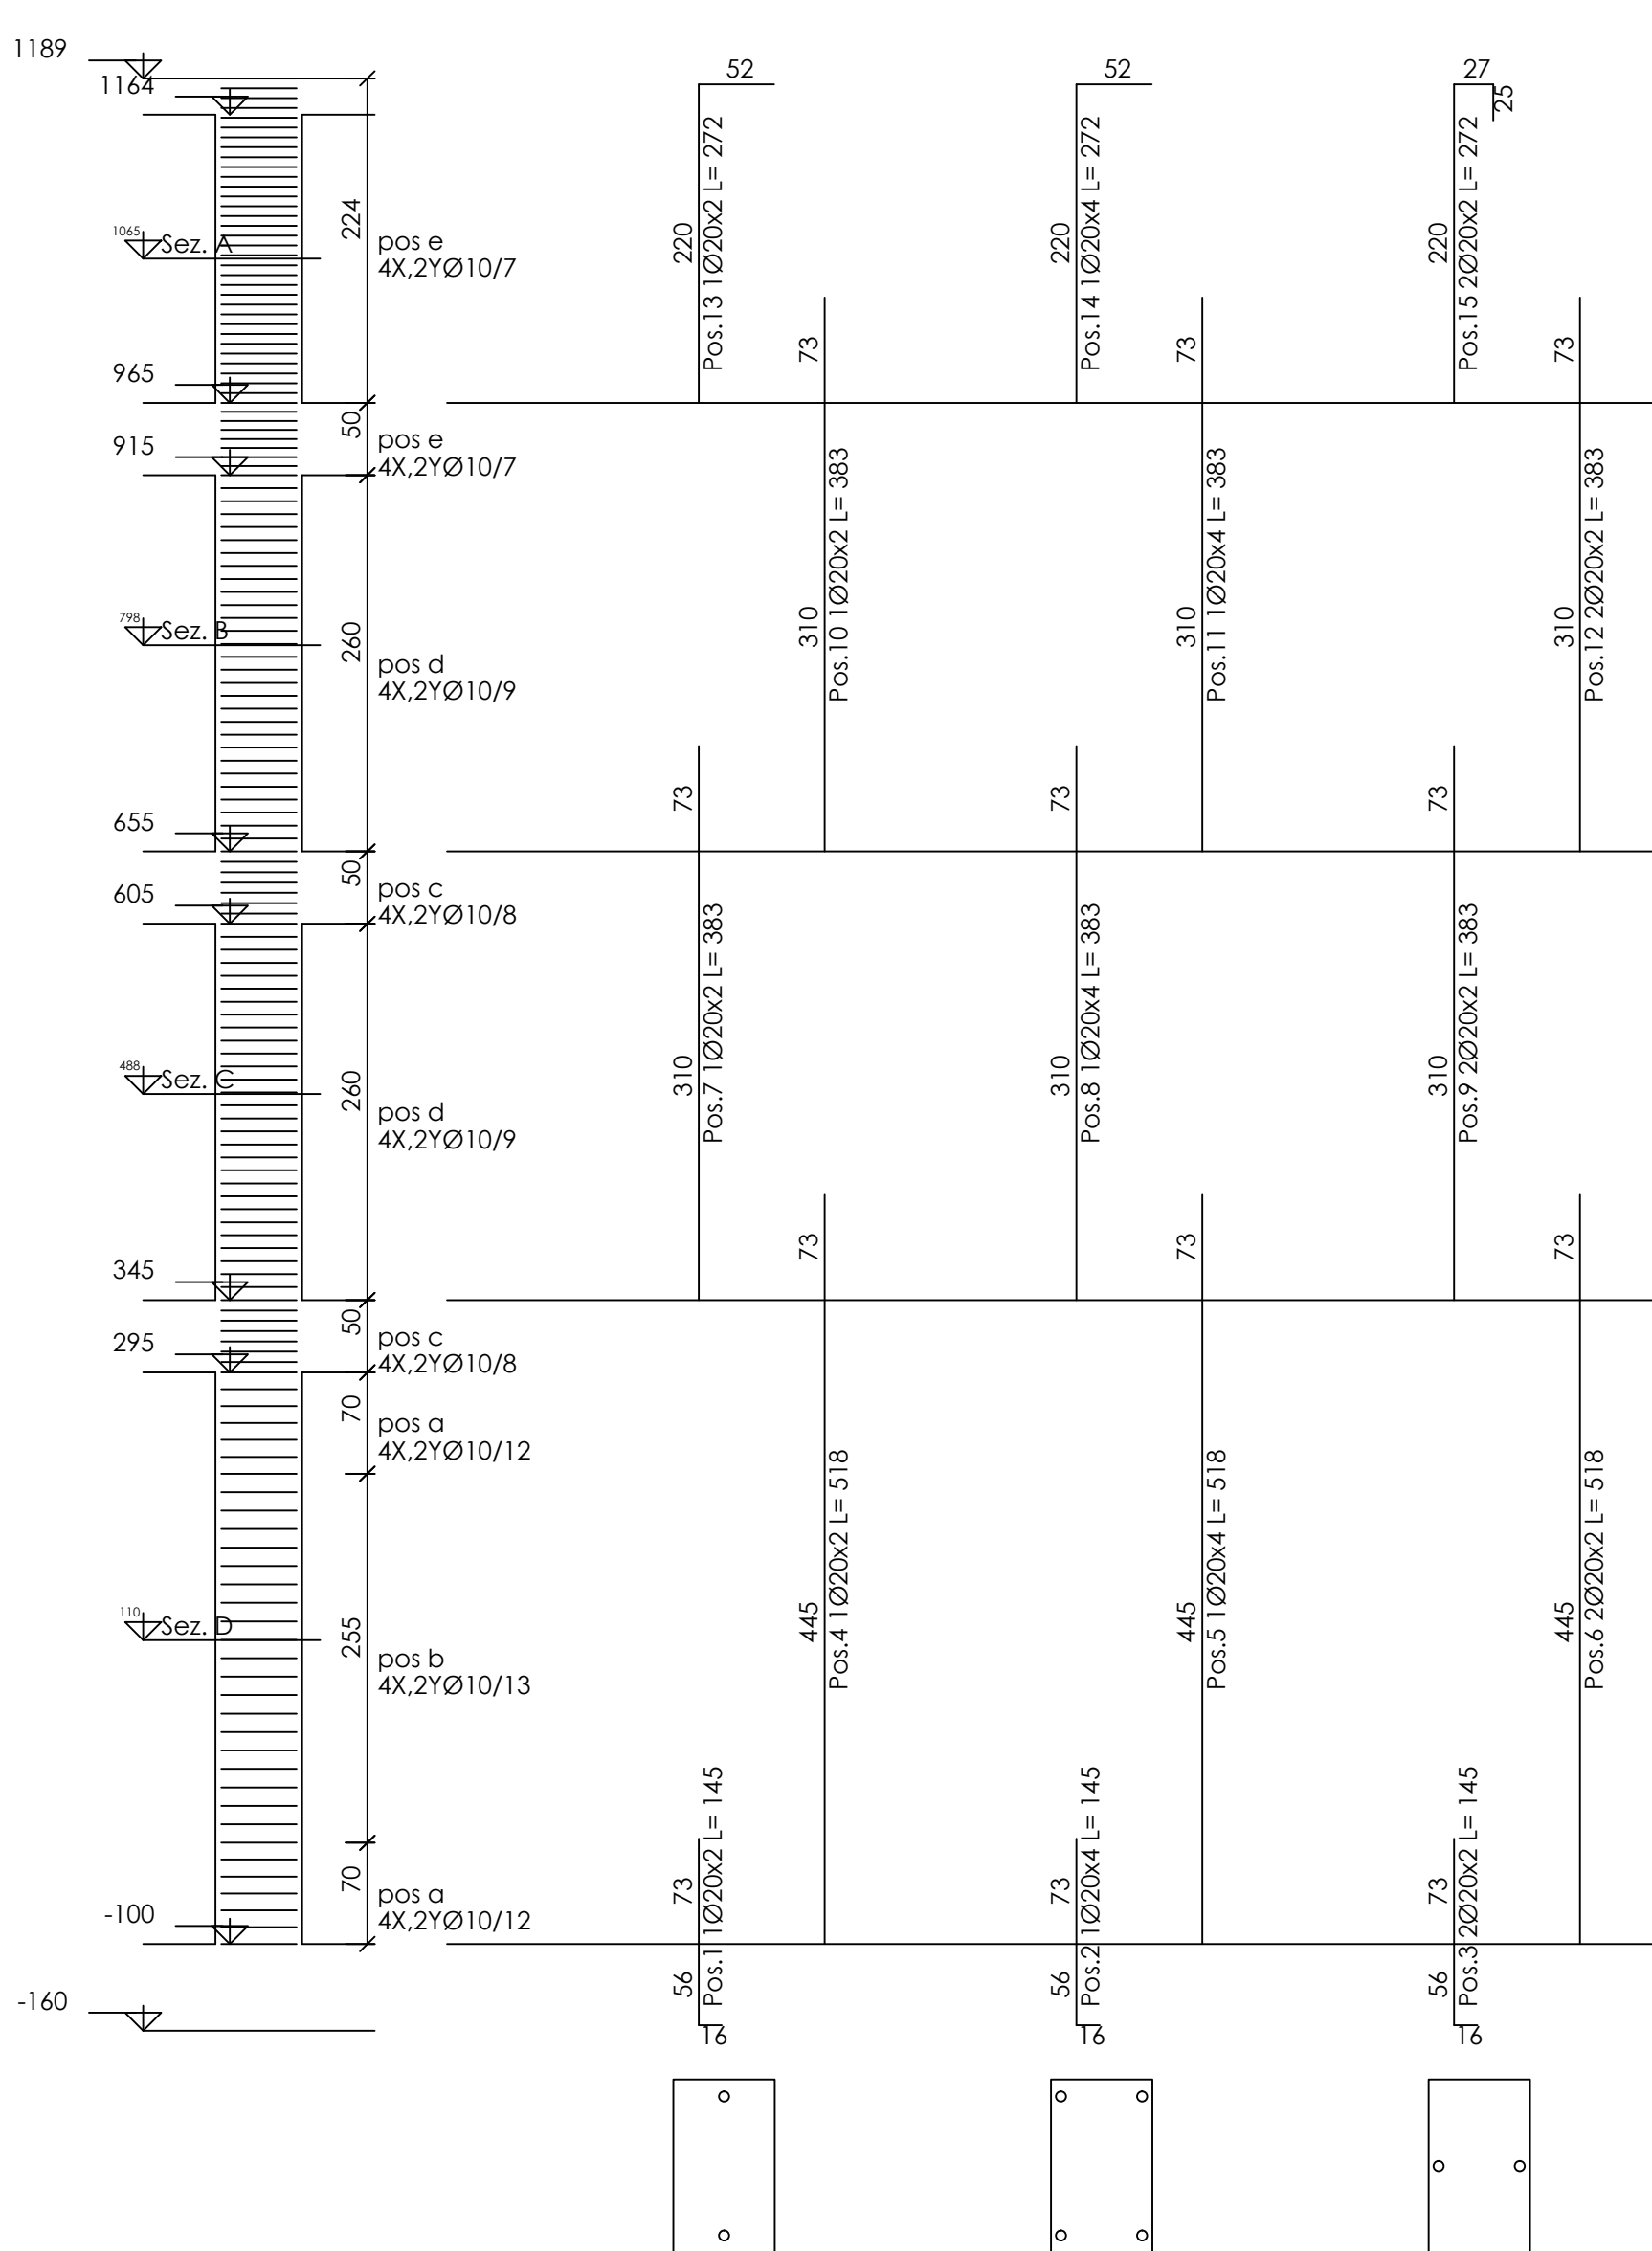 1189
1164
1065
Sez. A
965
915
798
Sez. B
655
605
488
Sez. C
345
295
110
Sez. D
-100
-160
224
50
260
50
260
50
70
255
70
pos e
4X,2YØ10/7
pos e
4X,2YØ10/7
pos d
4X,2YØ10/9
pos c
4X,2YØ10/8
pos d
4X,2YØ10/9
pos c
4X,2YØ10/8
pos a
4X,2YØ10/12
pos b
4X,2YØ10/13
pos a
4X,2YØ10/12
52
220
Pos.13 1Ø20x2 L= 272
52
220
Pos.14 1Ø20x4 L= 272
27
25
220
Pos.15 2Ø20x2 L= 272
73
310
Pos.10 1Ø20x2 L= 383
73
310
Pos.11 1Ø20x4 L= 383
73
310
Pos.12 2Ø20x2 L= 383
73
310
Pos.7 1Ø20x2 L= 383
73
310
Pos.8 1Ø20x4 L= 383
73
310
Pos.9 2Ø20x2 L= 383
73
445
Pos.4 1Ø20x2 L= 518
73
445
Pos.5 1Ø20x4 L= 518
73
445
Pos.6 2Ø20x2 L= 518
73
56
Pos.1 1Ø20x2 L= 145
16
73
56
Pos.2 1Ø20x4 L= 145
16
73
56
Pos.3 2Ø20x2 L= 145
16